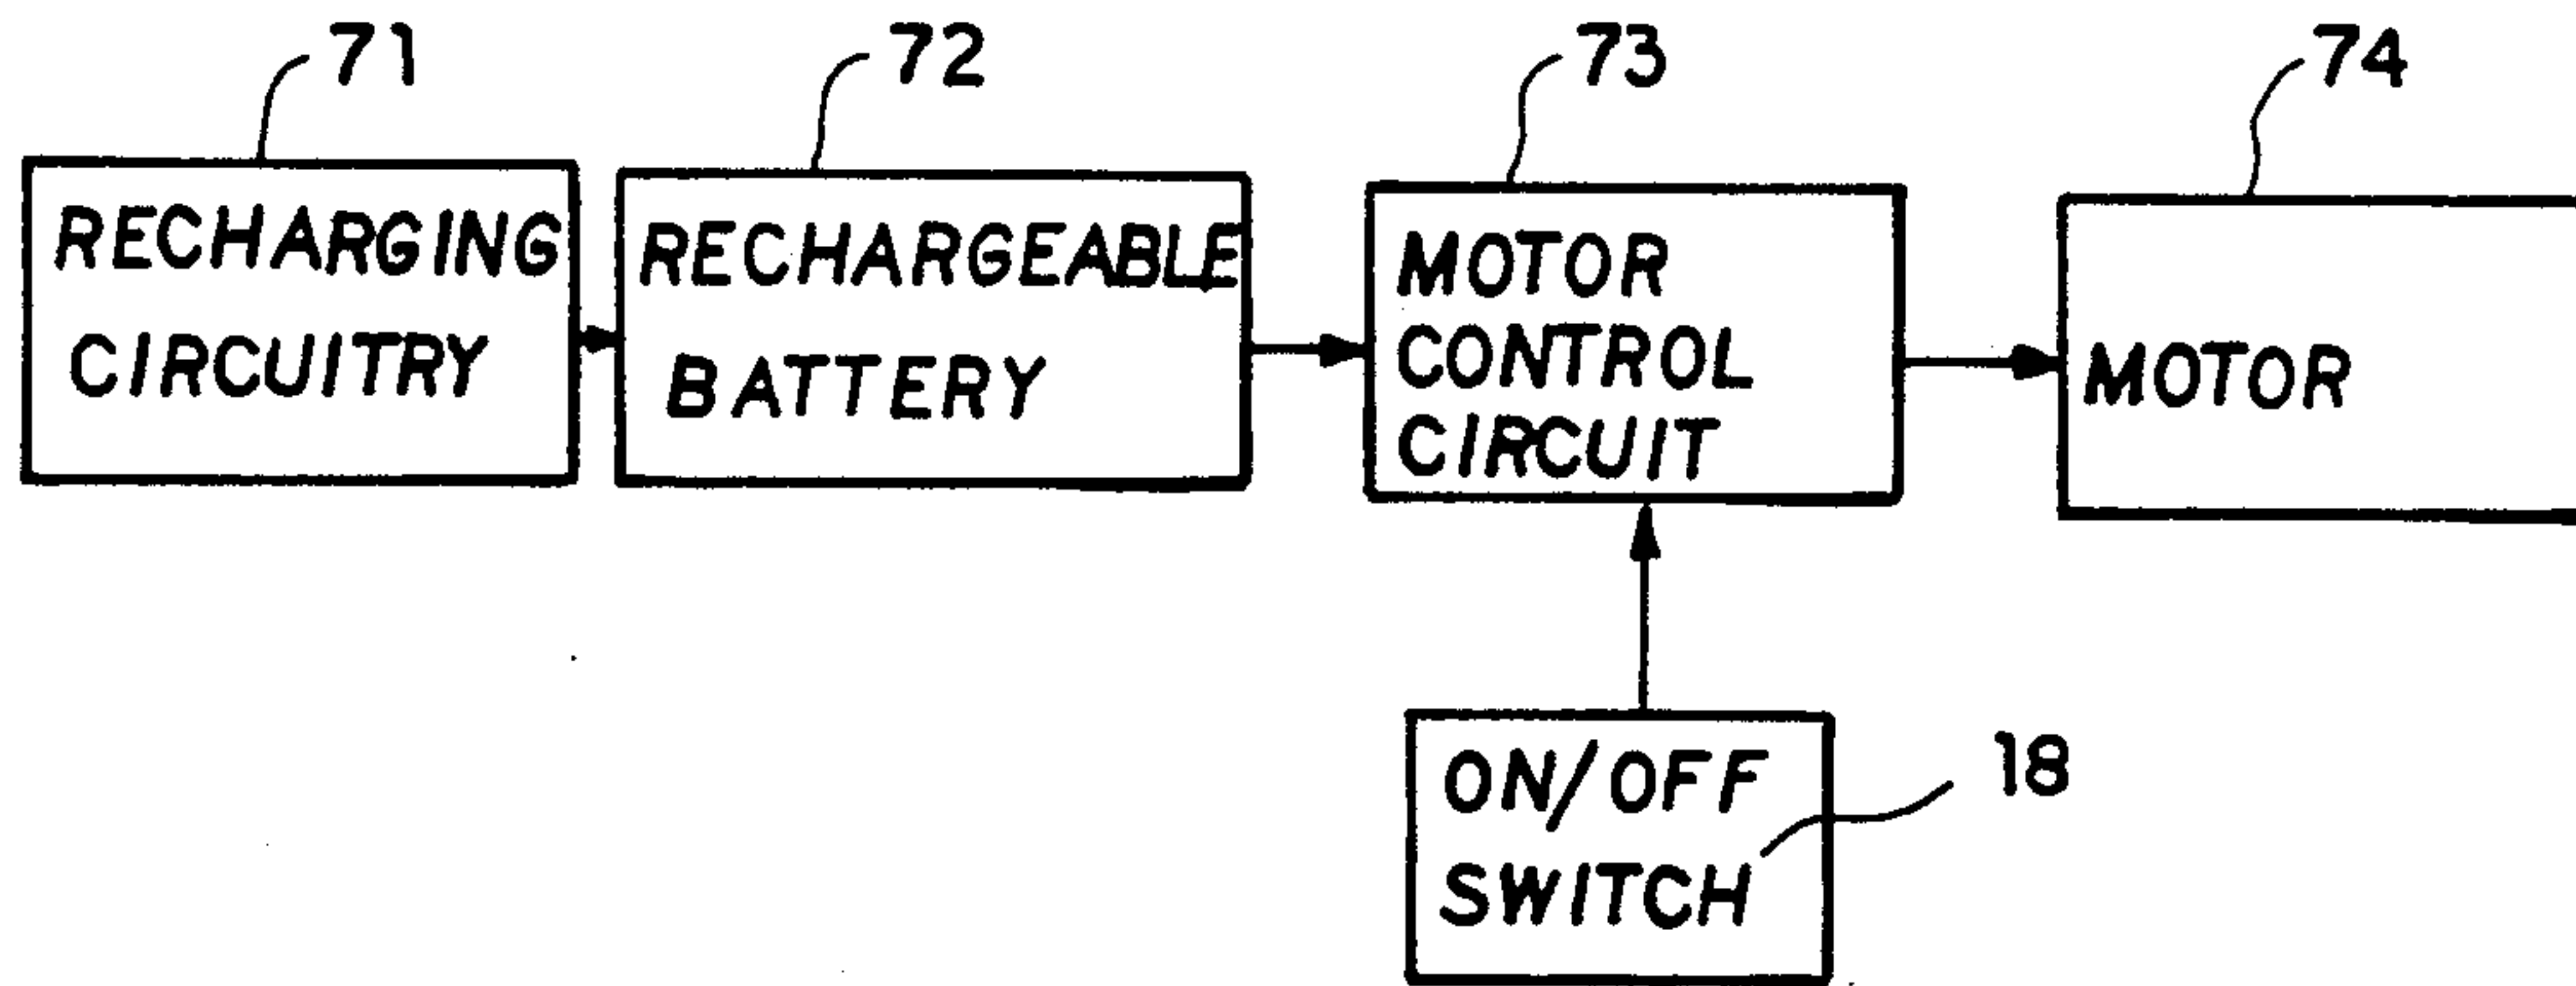 71
72
73
74
RECHARGING
CIRCUITRY
RECHARGEABLE
BATTERY
MOTOR
CONTROL
CIRCUIT
MOTOR
ON/OFF
SWITCH
18